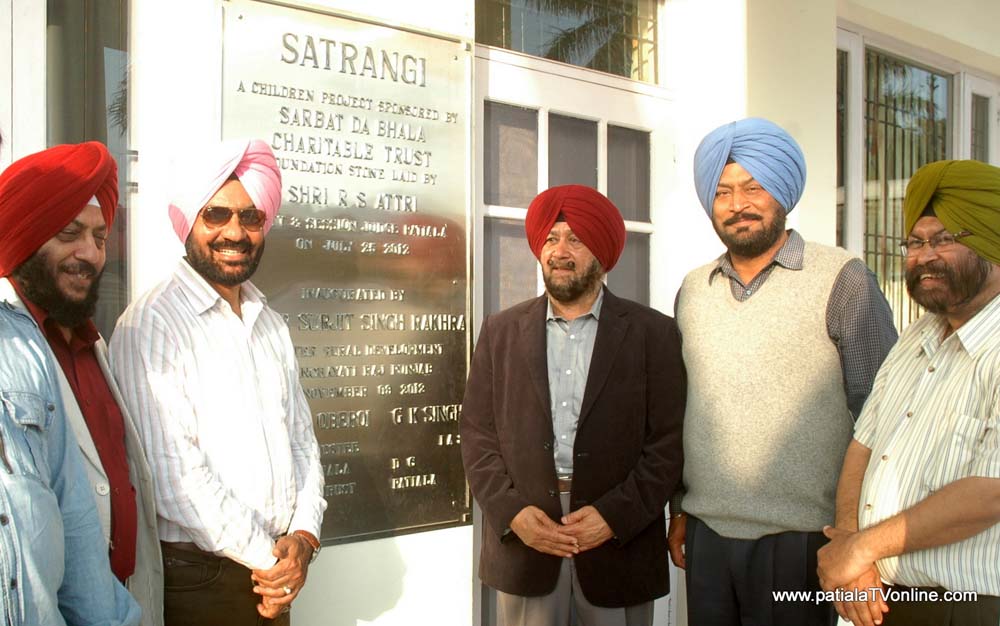 SATRANGI
A CHILDREN PROJECT SPONSORED BY
SARBAT DA BHALA
CHARITABLE TRUST
FOUNDATION STONE LAID BY
SHRI R S ATTRI
& SESSION JUDGE PATIALA
ON JULY 25 2012
INAUGURATED BY
SURJIT SINGH RAKHRA
RURAL DEVELOPMENT
RAJ PUNJAB
NOVEMBER 08 2012
OBEROI G K SINGH
IAS
D C
PATIALA
www.patialaTVonline.com